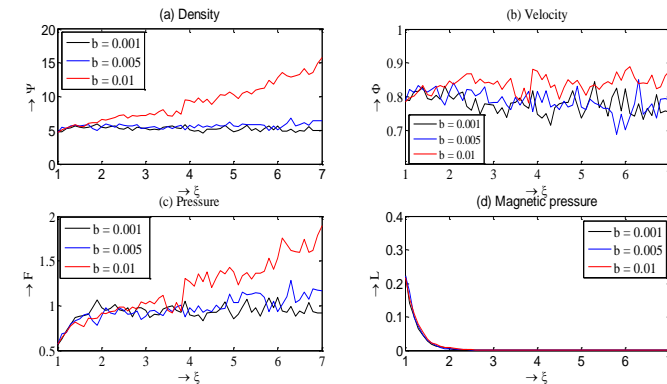 (a) Density
20
15
10
5
0
→ Ψ
b = 0.001
b = 0.005
b = 0.01
1 2 3 4 5 6 7
→ ξ
(b) Velocity
1
0.9
0.8
0.7
→ Φ
b = 0.001
b = 0.005
b = 0.01
1 2 3 4 5 6 7
→ ξ
(c) Pressure
2
1.5
1
0.5
→ F
b = 0.001
b = 0.005
b = 0.01
1 2 3 4 5 6 7
→ ξ
(d) Magnetic pressure
0.4
0.3
0.2
0.1
0
→ L
b = 0.001
b = 0.005
b = 0.01
1 2 3 4 5 6
→ ξ